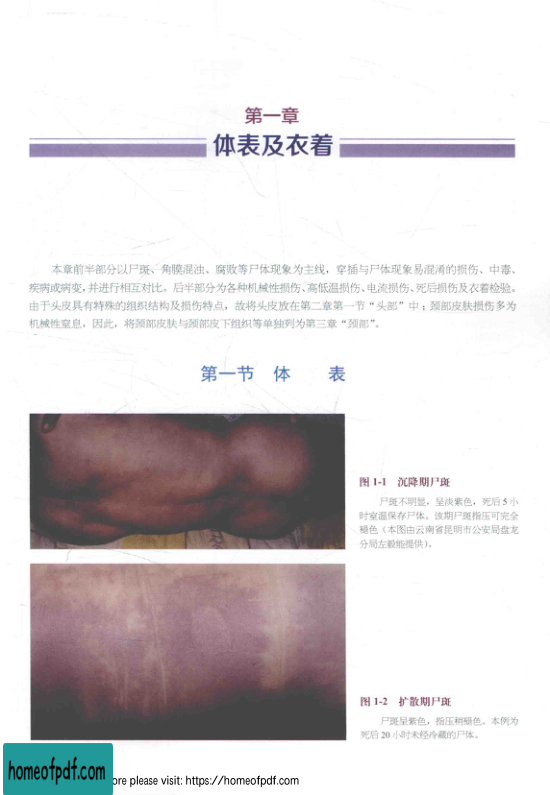 第一章
体表及衣着
本章前半部分以尸斑、角膜混浊、腐败等尸体现象为主线，穿插与尸体现象易混淆的损伤、中毒、
疾病或病变，并进行相互对比。后半部分为各种机械性损伤、高低温损伤、电流损伤、死后损伤及衣着检验。
由于头皮具有特殊的组织结构及损伤特点，故将头皮放在第二章第一节“头部”中；颈部皮肤损伤多为
机械性窒息，因此，将颈部皮肤与颈部皮下组织等单独列为第三章“颈部”。
第一节 体 表
图 1-1 沉降期尸斑
尸斑不明显，呈淡紫色，死后 5 小
时室温保存尸体。该期尸斑指压可完全
褪色（本图由云南省昆明市公安局盘龙
分局左毅能提供）。
图 1-2 扩散期尸斑
尸斑呈紫色，指压稍褪色。本例为
死后 20 小时未经冷藏的尸体。
homeofpdf.com
ore please visit: https://homeofpdf.com